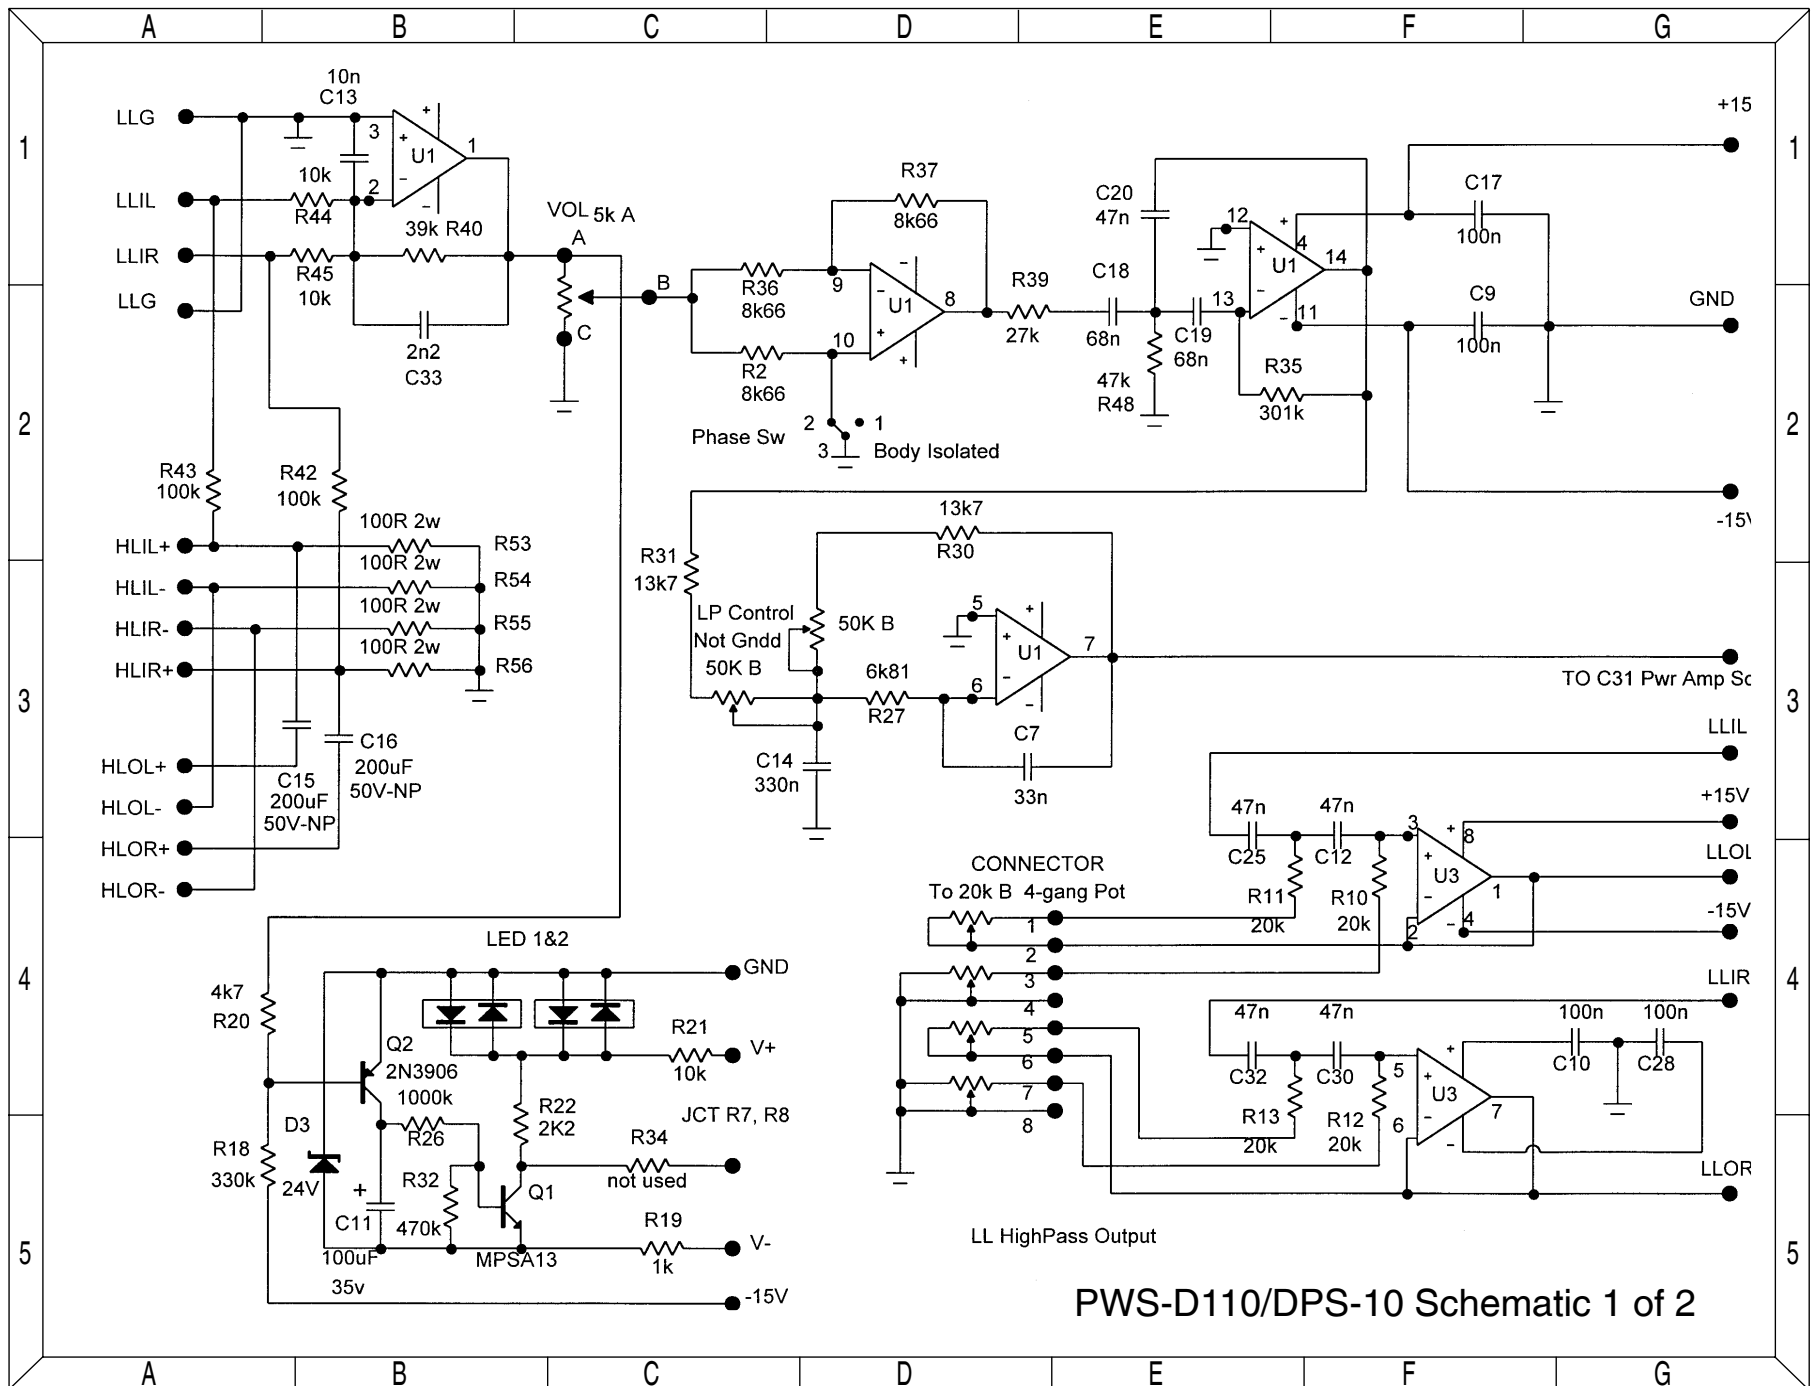 A B C D E F G
1
10n
C13
LLG
3
+
+
1
U1
2
-
-
10k
LLIL
R44
39k R40
LLIR
R45
10k
LLG
2n2
C33
VOL 5k A
A
B
C
R37
8k66
R36
8k66
9
-
-
U1
8
10
+
+
R2
8k66
2
1
3
Phase Sw
Body Isolated
R39
27k
C20
47n
C18
68n
C19
68n
47k
R48
12
+
+
4
U1
14
13
-
-
11
R35
301k
+15
C17
100n
C9
100n
GND
-15V
1
2
2
R43
100k
R42
100k
HLIL+
100R 2w
R53
HLIL-
100R 2w
R54
HLIR-
100R 2w
R55
HLIR+
100R 2w
R56
3
HLOL+
HLOL-
HLOR+
HLOR-
C15
200uF
50V-NP
C16
200uF
50V-NP
R31
13k7
13k7
R30
LP Control
Not Gndd
50K B
50K B
6k81
R27
5
+
+
U1
7
6
-
-
C7
33n
C14
330n
TO C31 Pwr Amp Sc
3
LLIL
+15V
LLOL
-15V
47n
C25
47n
C12
R11
20k
R10
20k
3
+
+
8
U3
1
-
4
2
CONNECTOR
To 20k B 4-gang Pot
1
2
3
4
5
6
7
8
4
4
LED 1&2
GND
4k7
R20
Q2
2N3906
1000k
R26
R21
10k
V+
R22
2K2
JCT R7, R8
R34
not used
D3
24V
R18
330k
+
C11
100uF
35v
R32
470k
Q1
MPSA13
R19
1k
V-
-15V
LLIR
47n
C32
47n
C30
R13
20k
R12
20k
5
+
+
U3
7
6
-
-
100n
C10
100n
C28
LLOR
LL HighPass Output
5
5
PWS-D110/DPS-10 Schematic 1 of 2
A B C D E F G